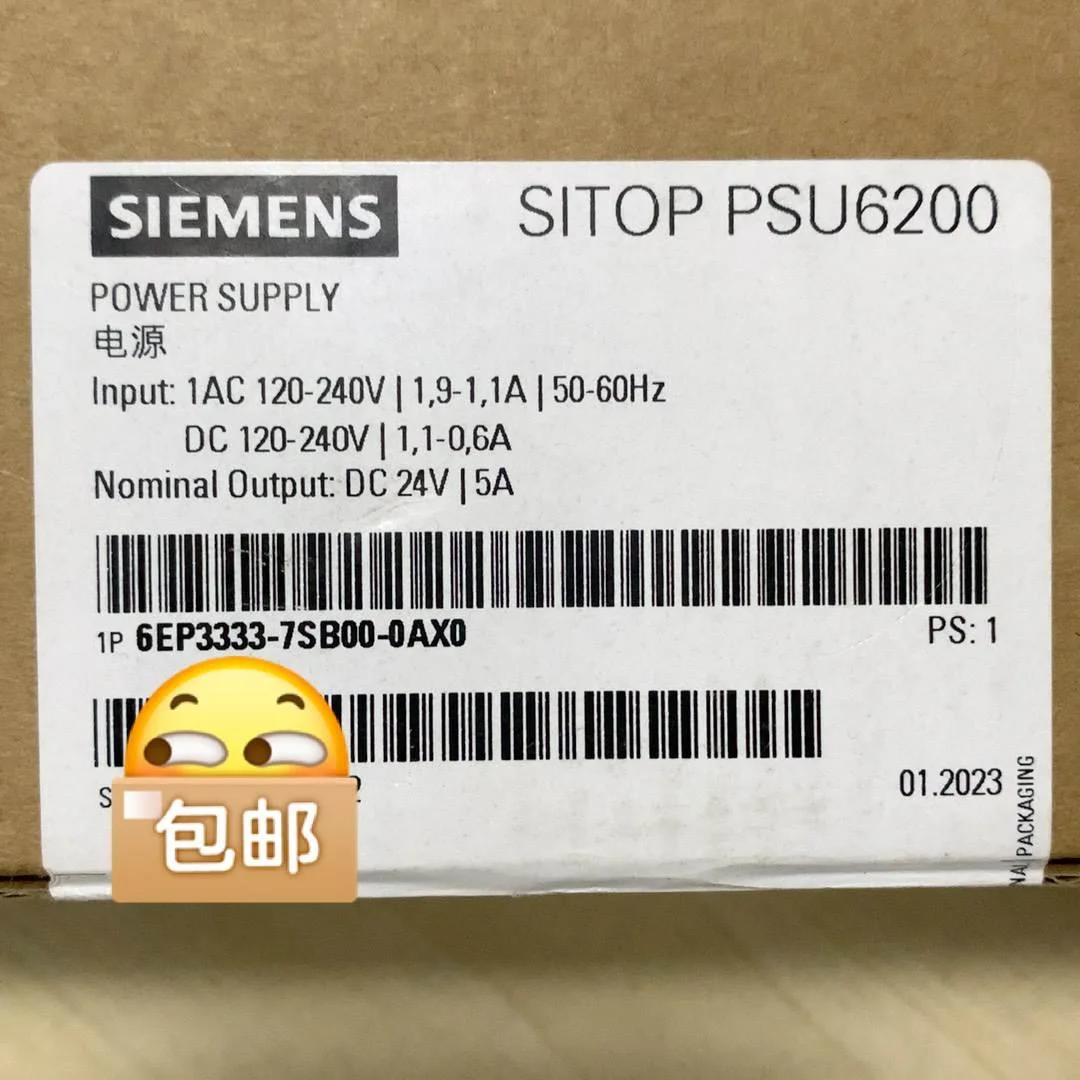 SIEMENS
SITOP PSU6200
POWER SUPPLY
电源
Input: 1AC 120-240V | 1,9-1,1A | 50-60Hz
DC 120-240V | 1,1-0,6A
Nominal Output: DC 24V | 5A
1P 6EP3333-7SB00-0AX0
PS: 1
S
2
01.2023
PACKAGING
包邮